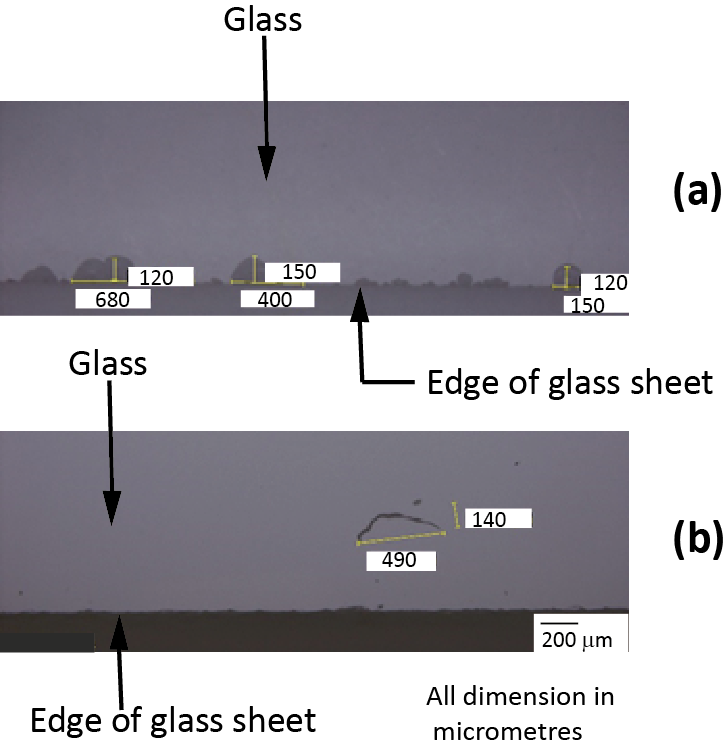 Glass
(a)
120
150
120
680
400
150
Edge of glass sheet
Glass
140
(b)
490
200 μm
Edge of glass sheet
All dimension in
micrometres